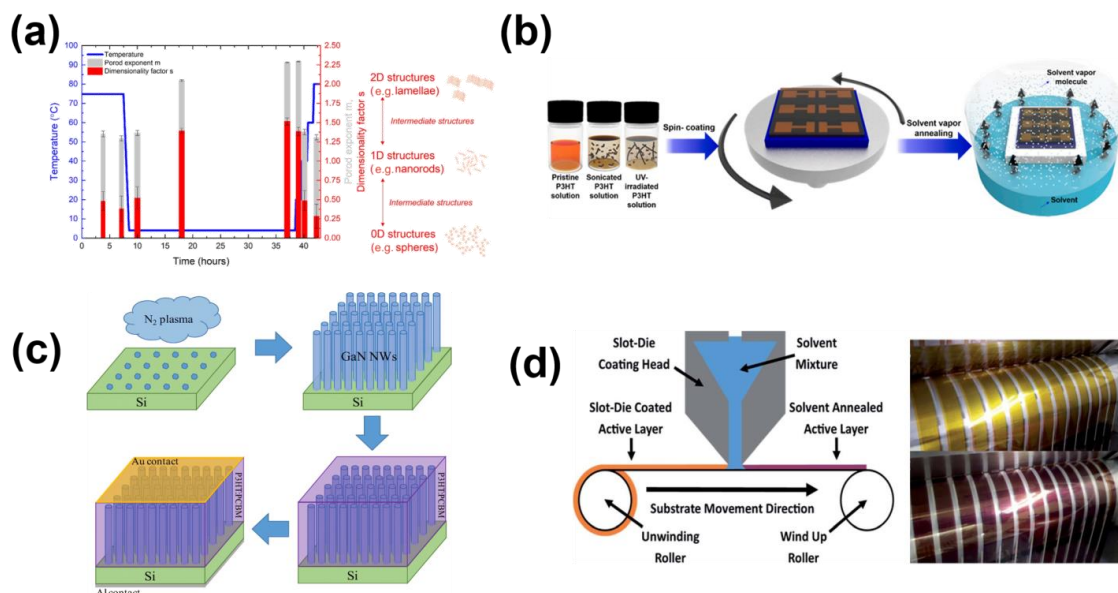 (a)
100
90
80
70
60
50
40
30
20
10
0
Temperature (°C)
Temperature
Porod exponent m
Dimensionality factor s
0
5
10
15
20
25
30
35
40
Time (hours)
2.50
2.25
2.00
1.75
1.50
1.25
1.00
0.75
0.50
0.25
0.00
Porod exponent m,
Dimensionality factor s
2D structures
(e.g. lamellae)
Intermediate structures
1D structures
(e.g. nanorods)
Intermediate structures
0D structures
(e.g. spheres)
(b)
Pristine
P3HT
solution
Sonicated
P3HT
solution
UV-
irradiated
P3HT
solution
Spin- coating
Solvent vapor
annealing
Solvent vapor
molecule
Solvent
(c)
N2 plasma
Si
GaN NWs
Si
Au contact
P3HT:PCBM
Si
Al contact
P3HT:PCBM
Si
(d)
Slot-Die
Coating Head
Solvent
Mixture
Slot-Die Coated
Active Layer
Solvent Annealed
Active Layer
Substrate Movement Direction
Unwinding
Roller
Wind Up
Roller